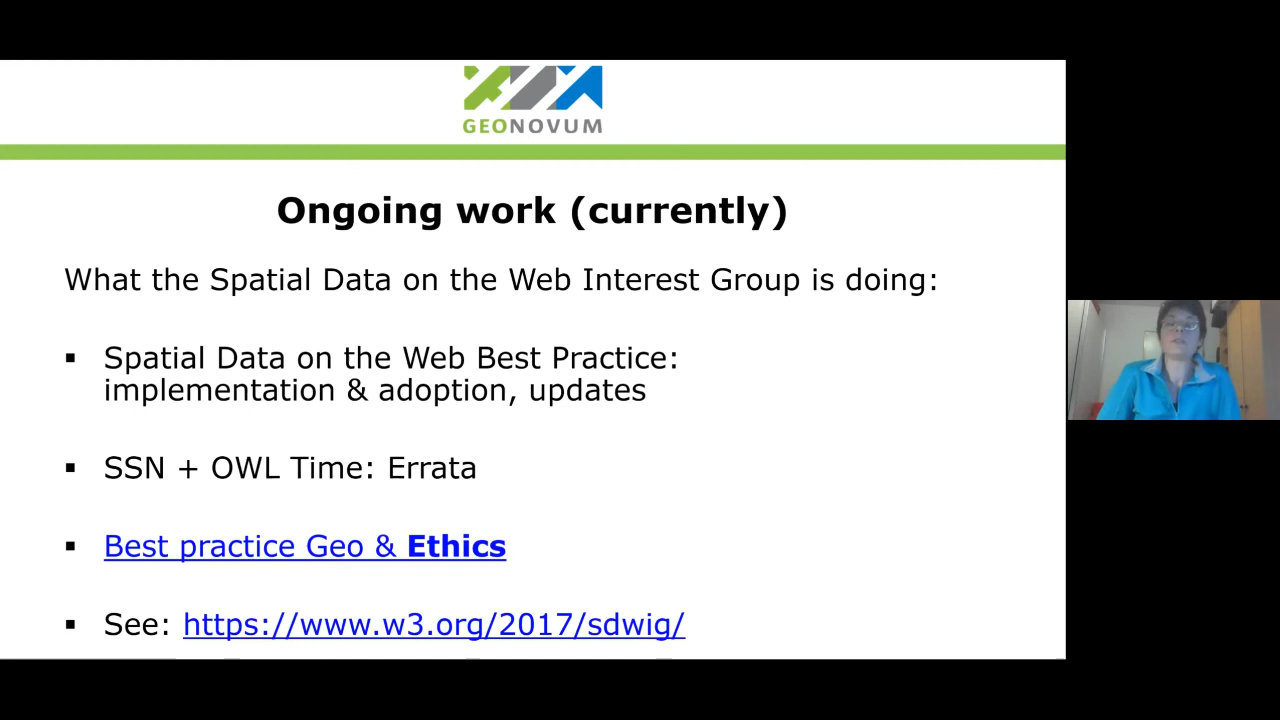 GEONOVUM
Ongoing work (currently)
What the Spatial Data on the Web Interest Group is doing:
▪ Spatial Data on the Web Best Practice:
implementation & adoption, updates
▪ SSN + OWL Time: Errata
▪ Best practice Geo & Ethics
▪ See: https://www.w3.org/2017/sdwig/